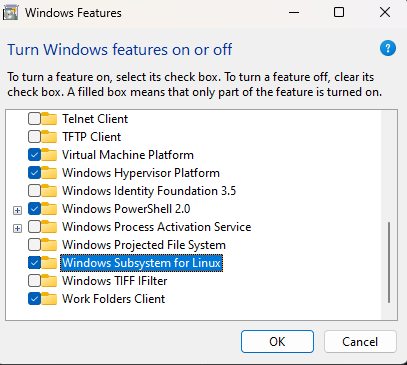 Windows Features
Turn Windows features on or off
To turn a feature on, select its check box. To turn a feature off, clear its
check box. A filled box means that only part of the feature is turned on.
Telnet Client
TFTP Client
Virtual Machine Platform
Windows Hypervisor Platform
Windows Identity Foundation 3.5
Windows PowerShell 2.0
Windows Process Activation Service
Windows Projected File System
Windows Subsystem for Linux
Windows TIFF IFilter
Work Folders Client
OK
Cancel